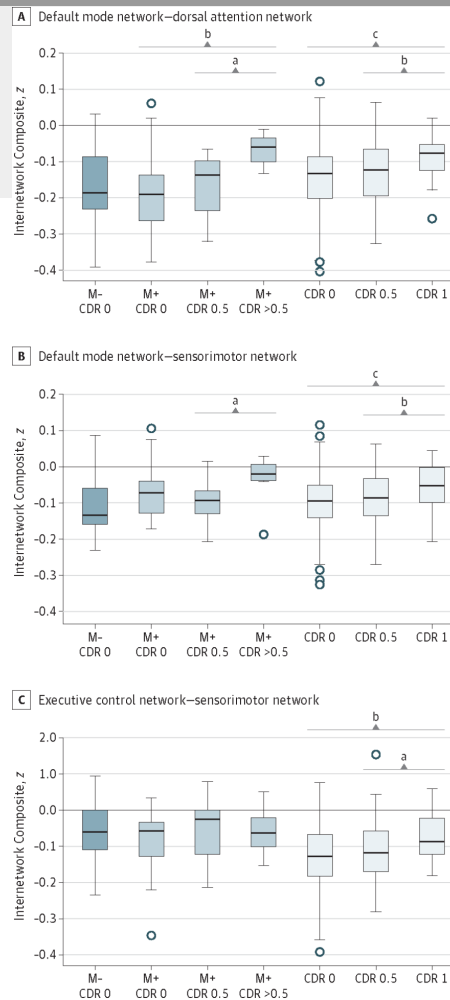 A Default mode network–dorsal attention network
b c
a b
0.2
0.1
0.0
-0.1
-0.2
-0.3
-0.4
Internetwork Composite, z
M– M+ M+ M+ CDR 0 CDR 0.5 CDR 1
CDR 0 CDR 0 CDR 0.5 CDR >0.5
B Default mode network–sensorimotor network
c
a b
0.2
0.1
0.0
-0.1
-0.2
-0.3
-0.4
Internetwork Composite, z
M– M+ M+ M+ CDR 0 CDR 0.5 CDR 1
CDR 0 CDR 0 CDR 0.5 CDR >0.5
C Executive control network–sensorimotor network
b
a
2.0
1.0
0.0
-0.1
-0.2
-0.3
-0.4
Internetwork Composite, z
M– M+ M+ M+ CDR 0 CDR 0.5 CDR 1
CDR 0 CDR 0 CDR 0.5 CDR >0.5